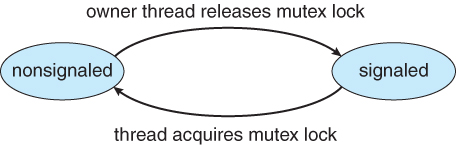 owner thread releases mutex lock
nonsignaled
signaled
thread acquires mutex lock